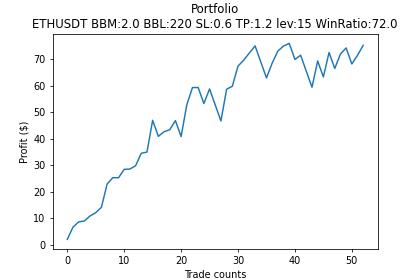 Portfolio
ETHUSDT BBM:2.0 BBL:220 SL:0.6 TP:1.2 lev:15 WinRatio:72.0
Profit ($)
70
60
50
40
30
20
10
0
0 10 20 30 40 50
Trade counts